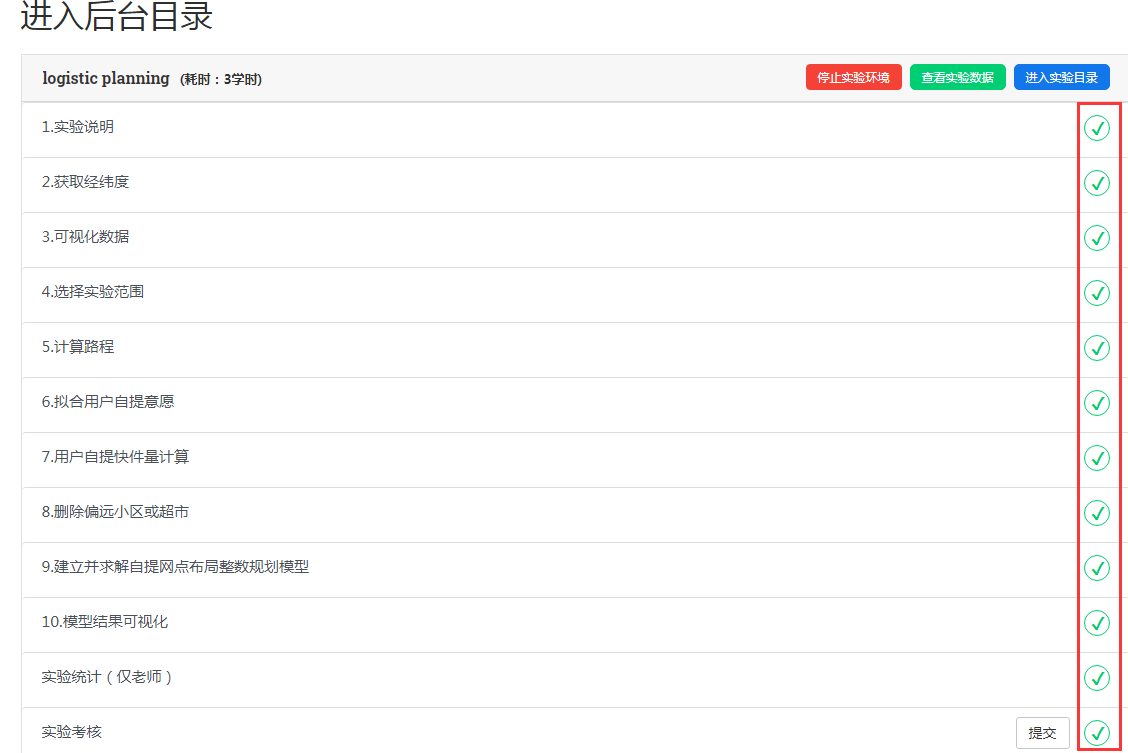 进入后台目录
logistic planning (耗时：3学时) 停止实验环境 查看实验数据 进入实验目录
1.实验说明
2.获取经纬度
3.可视化数据
4.选择实验范围
5.计算路程
6.拟合用户自提意愿
7.用户自提快件量计算
8.删除偏远小区或超市
9.建立并求解自提网点布局整数规划模型
10.模型结果可视化
实验统计（仅老师）
实验考核 提交